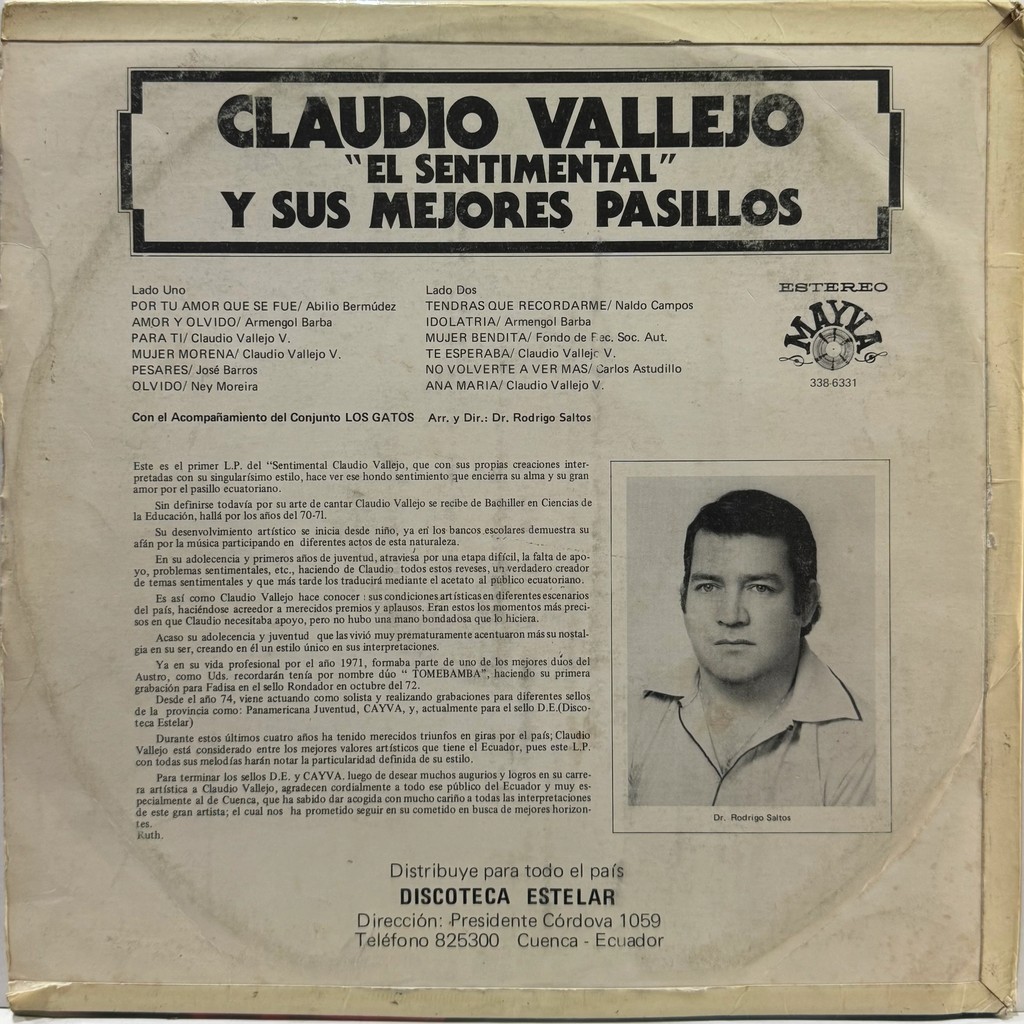 CLAUDIO VALLEJO
"EL SENTIMENTAL"
Y SUS MEJORES PASILLOS
Lado Uno
POR TU AMOR QUE SE FUE/ Abilio Bermúdez
AMOR Y OLVIDO/ Armengol Barba
PARA TI/ Claudio Vallejo V.
MUJER MORENA/ Claudio Vallejo V.
PESARES/ José Barros
OLVIDO/ Ney Moreira
Lado Dos
TENDRAS QUE RECORDARME/ Naldo Campos
IDOLATRIA/ Armengol Barba
MUJER BENDITA/ Fondo de Rec. Soc. Aut.
TE ESPERABA/ Claudio Vallejo V.
NO VOLVERTE A VER MAS/ Carlos Astudillo
ANA MARIA/ Claudio Vallejo V.
ESTEREO
MAYVA
338-6331
Con el Acompañamiento del Conjunto LOS GATOS Arr. y Dir.: Dr. Rodrigo Saltos
Este es el primer L.P. del "Sentimental Claudio Vallejo, que con sus propias creaciones inter-
pretadas con su singularísimo estilo, hace ver ese hondo sentimiento que encierra su alma y su gran
amor por el pasillo ecuatoriano.
Sin definirse todavía por su arte de cantar Claudio Vallejo se recibe de Bachiller en Ciencias de
la Educación, hallá por los años del 70-71.
Su desenvolvimiento artístico se inicia desde niño, ya en los bancos escolares demuestra su
afán por la música participando en diferentes actos de esta naturaleza.
En su adolecencia y primeros años de juventud, atraviesa por una etapa difícil, la falta de apo-
yo, problemas sentimentales, etc., haciendo de Claudio todos estos reveses, un verdadero creador
de temas sentimentales y que más tarde los traducirá mediante el acetato al público ecuatoriano.
Es así como Claudio Vallejo hace conocer sus condiciones artísticas en diferentes escenarios
del país, haciéndose acreedor a merecidos premios y aplausos. Eran estos los momentos más preci-
sos en que Claudio necesitaba apoyo, pero no hubo una mano bondadosa que lo hiciera.
Acaso su adolecencia y juventud que las vivió muy prematuramente acentuaron más su nostal-
gia en su ser, creando en él un estilo único en sus interpretaciones.
Ya en su vida profesional por el año 1971, formaba parte de uno de los mejores dúos del
Austro, como Uds. recordarán tenía por nombre dúo " TOMEBAMBA", haciendo su primera
grabación para Fadisa en el sello Rondador en octubre del 72.
Desde el año 74, viene actuando como solista y realizando grabaciones para diferentes sellos
de la provincia como: Panamericana Juventud, CAYVA, y, actualmente para el sello D.E.(Disco-
teca Estelar)
Durante estos últimos cuatro años ha tenido merecidos triunfos en giras por el país; Claudio
Vallejo está considerado entre los mejores valores artísticos que tiene el Ecuador, pues este L.P.
con todas sus melodías harán notar la particularidad definida de su estilo.
Para terminar los sellos D.E. y CAYVA. luego de desear muchos augurios y logros en su carre-
ra artística a Claudio Vallejo, agradecen cordialmente a todo ese público del Ecuador y muy es-
pecialmente al de Cuenca, que ha sabido dar acogida con mucho cariño a todas las interpretaciones
de este gran artista; el cual nos ha prometido seguir en su cometido en busca de mejores horizon-
tes.
Ruth.
Dr. Rodrigo Saltos
Distribuye para todo el país
DISCOTECA ESTELAR
Dirección: Presidente Córdova 1059
Teléfono 825300 Cuenca - Ecuador